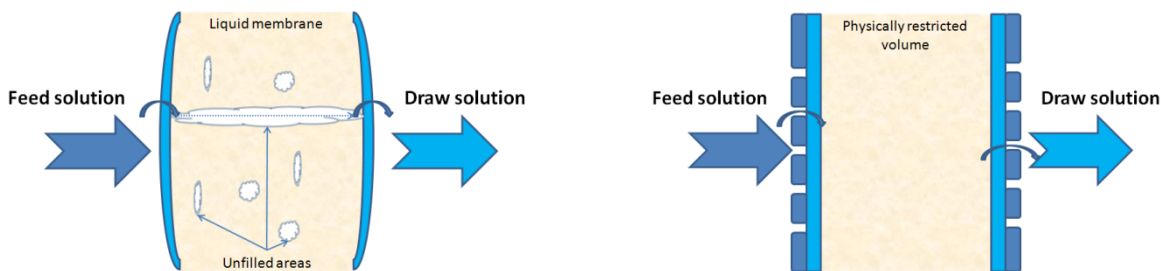 Liquid membrane
Feed solution
Draw solution
Unfilled areas
Physically restricted
volume
Feed solution
Draw solution